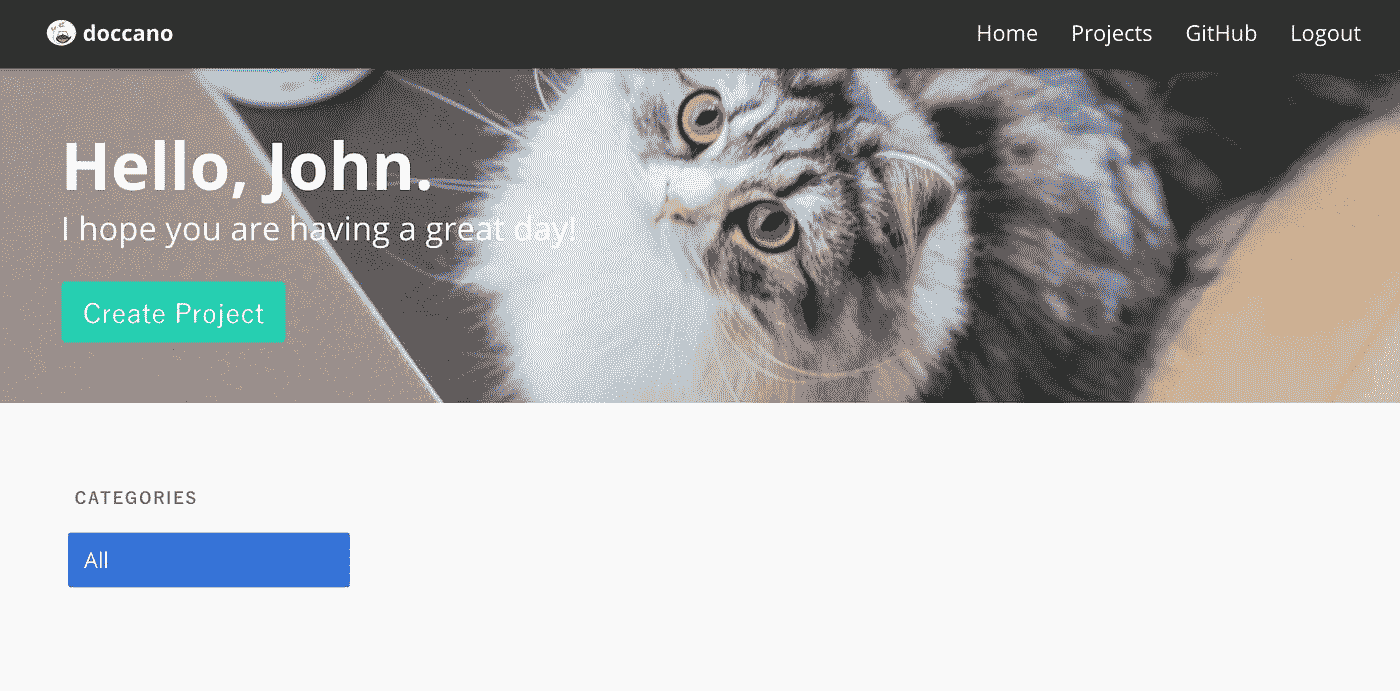 doccano
Home Projects GitHub Logout
Hello, John.
I hope you are having a great day!
Create Project
CATEGORIES
All